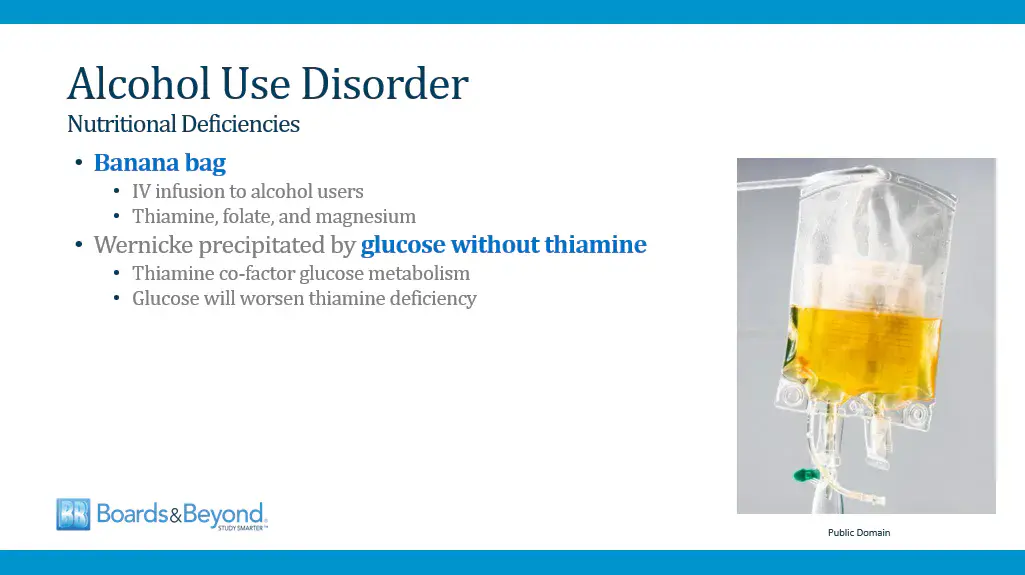 Alcohol Use Disorder
Nutritional Deficiencies
• Banana bag
• IV infusion to alcohol users
• Thiamine, folate, and magnesium
• Wernicke precipitated by glucose without thiamine
• Thiamine co-factor glucose metabolism
• Glucose will worsen thiamine deficiency
BB Boards&Beyond®
STUDY SMARTER™
Public Domain